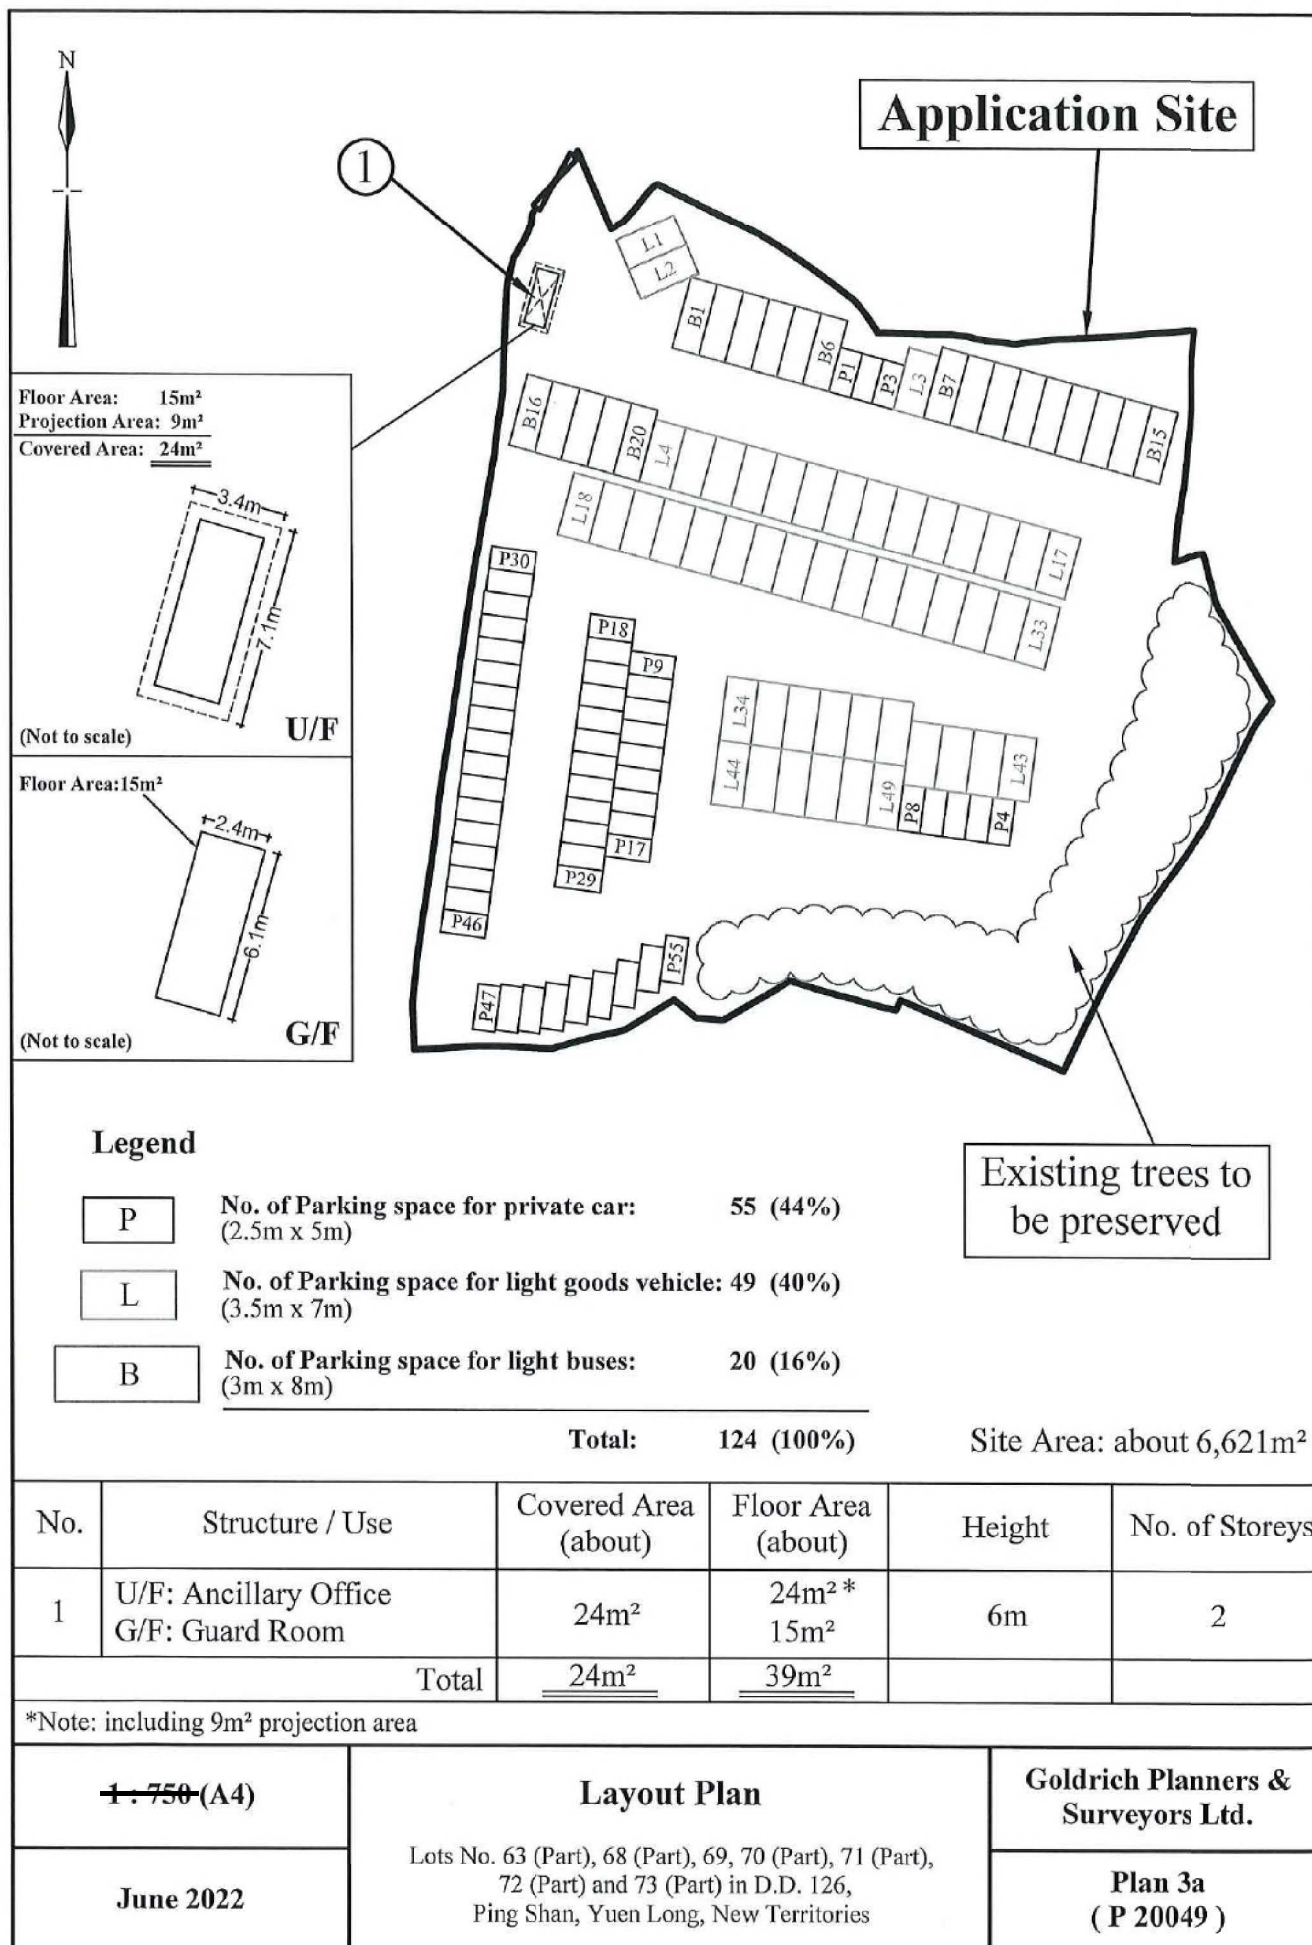 N
Application Site
1
L1
L2
B1
B6
P1
P3
L3
B7
B15
B16
B20
L4
L17
L18
L33
P30
P18
P9
L34
L43
L44
L49
P8
P4
P17
P29
P46
P47
P55
Floor Area: 15m²
Projection Area: 9m²
Covered Area: 24m²
3.4m
7.1m
(Not to scale) U/F
Floor Area:15m²
2.4m
6.1m
(Not to scale) G/F
Existing trees to
be preserved
Legend
P No. of Parking space for private car: 55 (44%)
(2.5m x 5m)
L No. of Parking space for light goods vehicle: 49 (40%)
(3.5m x 7m)
B No. of Parking space for light buses: 20 (16%)
(3m x 8m)
Total: 124 (100%)
Site Area: about 6,621m²
No. Structure / Use Covered Area (about) Floor Area (about) Height No. of Storeys
1 U/F: Ancillary Office 24m² 24m² * 6m 2
G/F: Guard Room 15m²
Total 24m² 39m²
*Note: including 9m² projection area
1 : 750 (A4)
June 2022
Layout Plan
Lots No. 63 (Part), 68 (Part), 69, 70 (Part), 71 (Part),
72 (Part) and 73 (Part) in D.D. 126,
Ping Shan, Yuen Long, New Territories
Goldrich Planners &
Surveyors Ltd.
Plan 3a
( P 20049 )